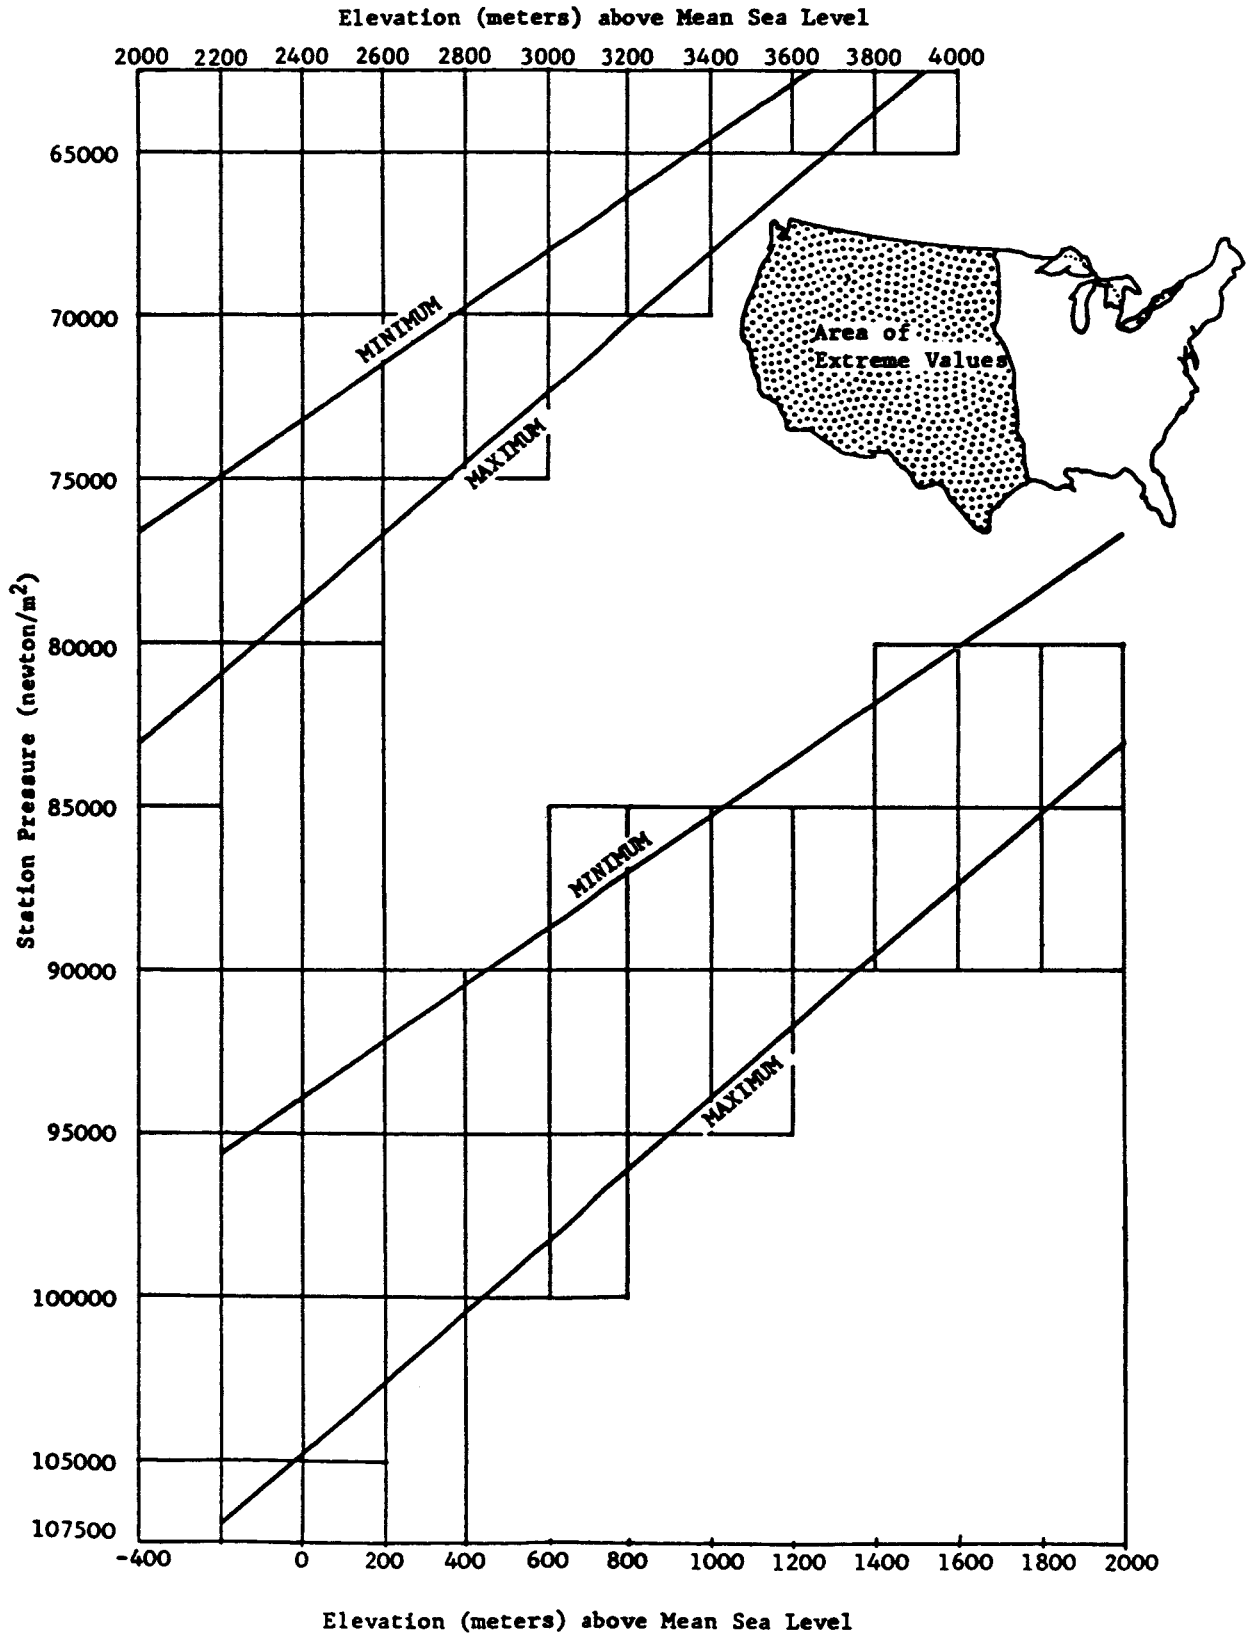 Elevation (meters) above Mean Sea Level
2000 2200 2400 2600 2800 3000 3200 3400 3600 3800 4000
65000
Area of
Extreme Values
70000
MINIMUM
MAXIMUM
75000
Station Pressure (newton/m²)
80000
85000
MINIMUM
90000
MAXIMUM
95000
100000
105000
107500
-400 0 200 400 600 800 1000 1200 1400 1600 1800 2000
Elevation (meters) above Mean Sea Level